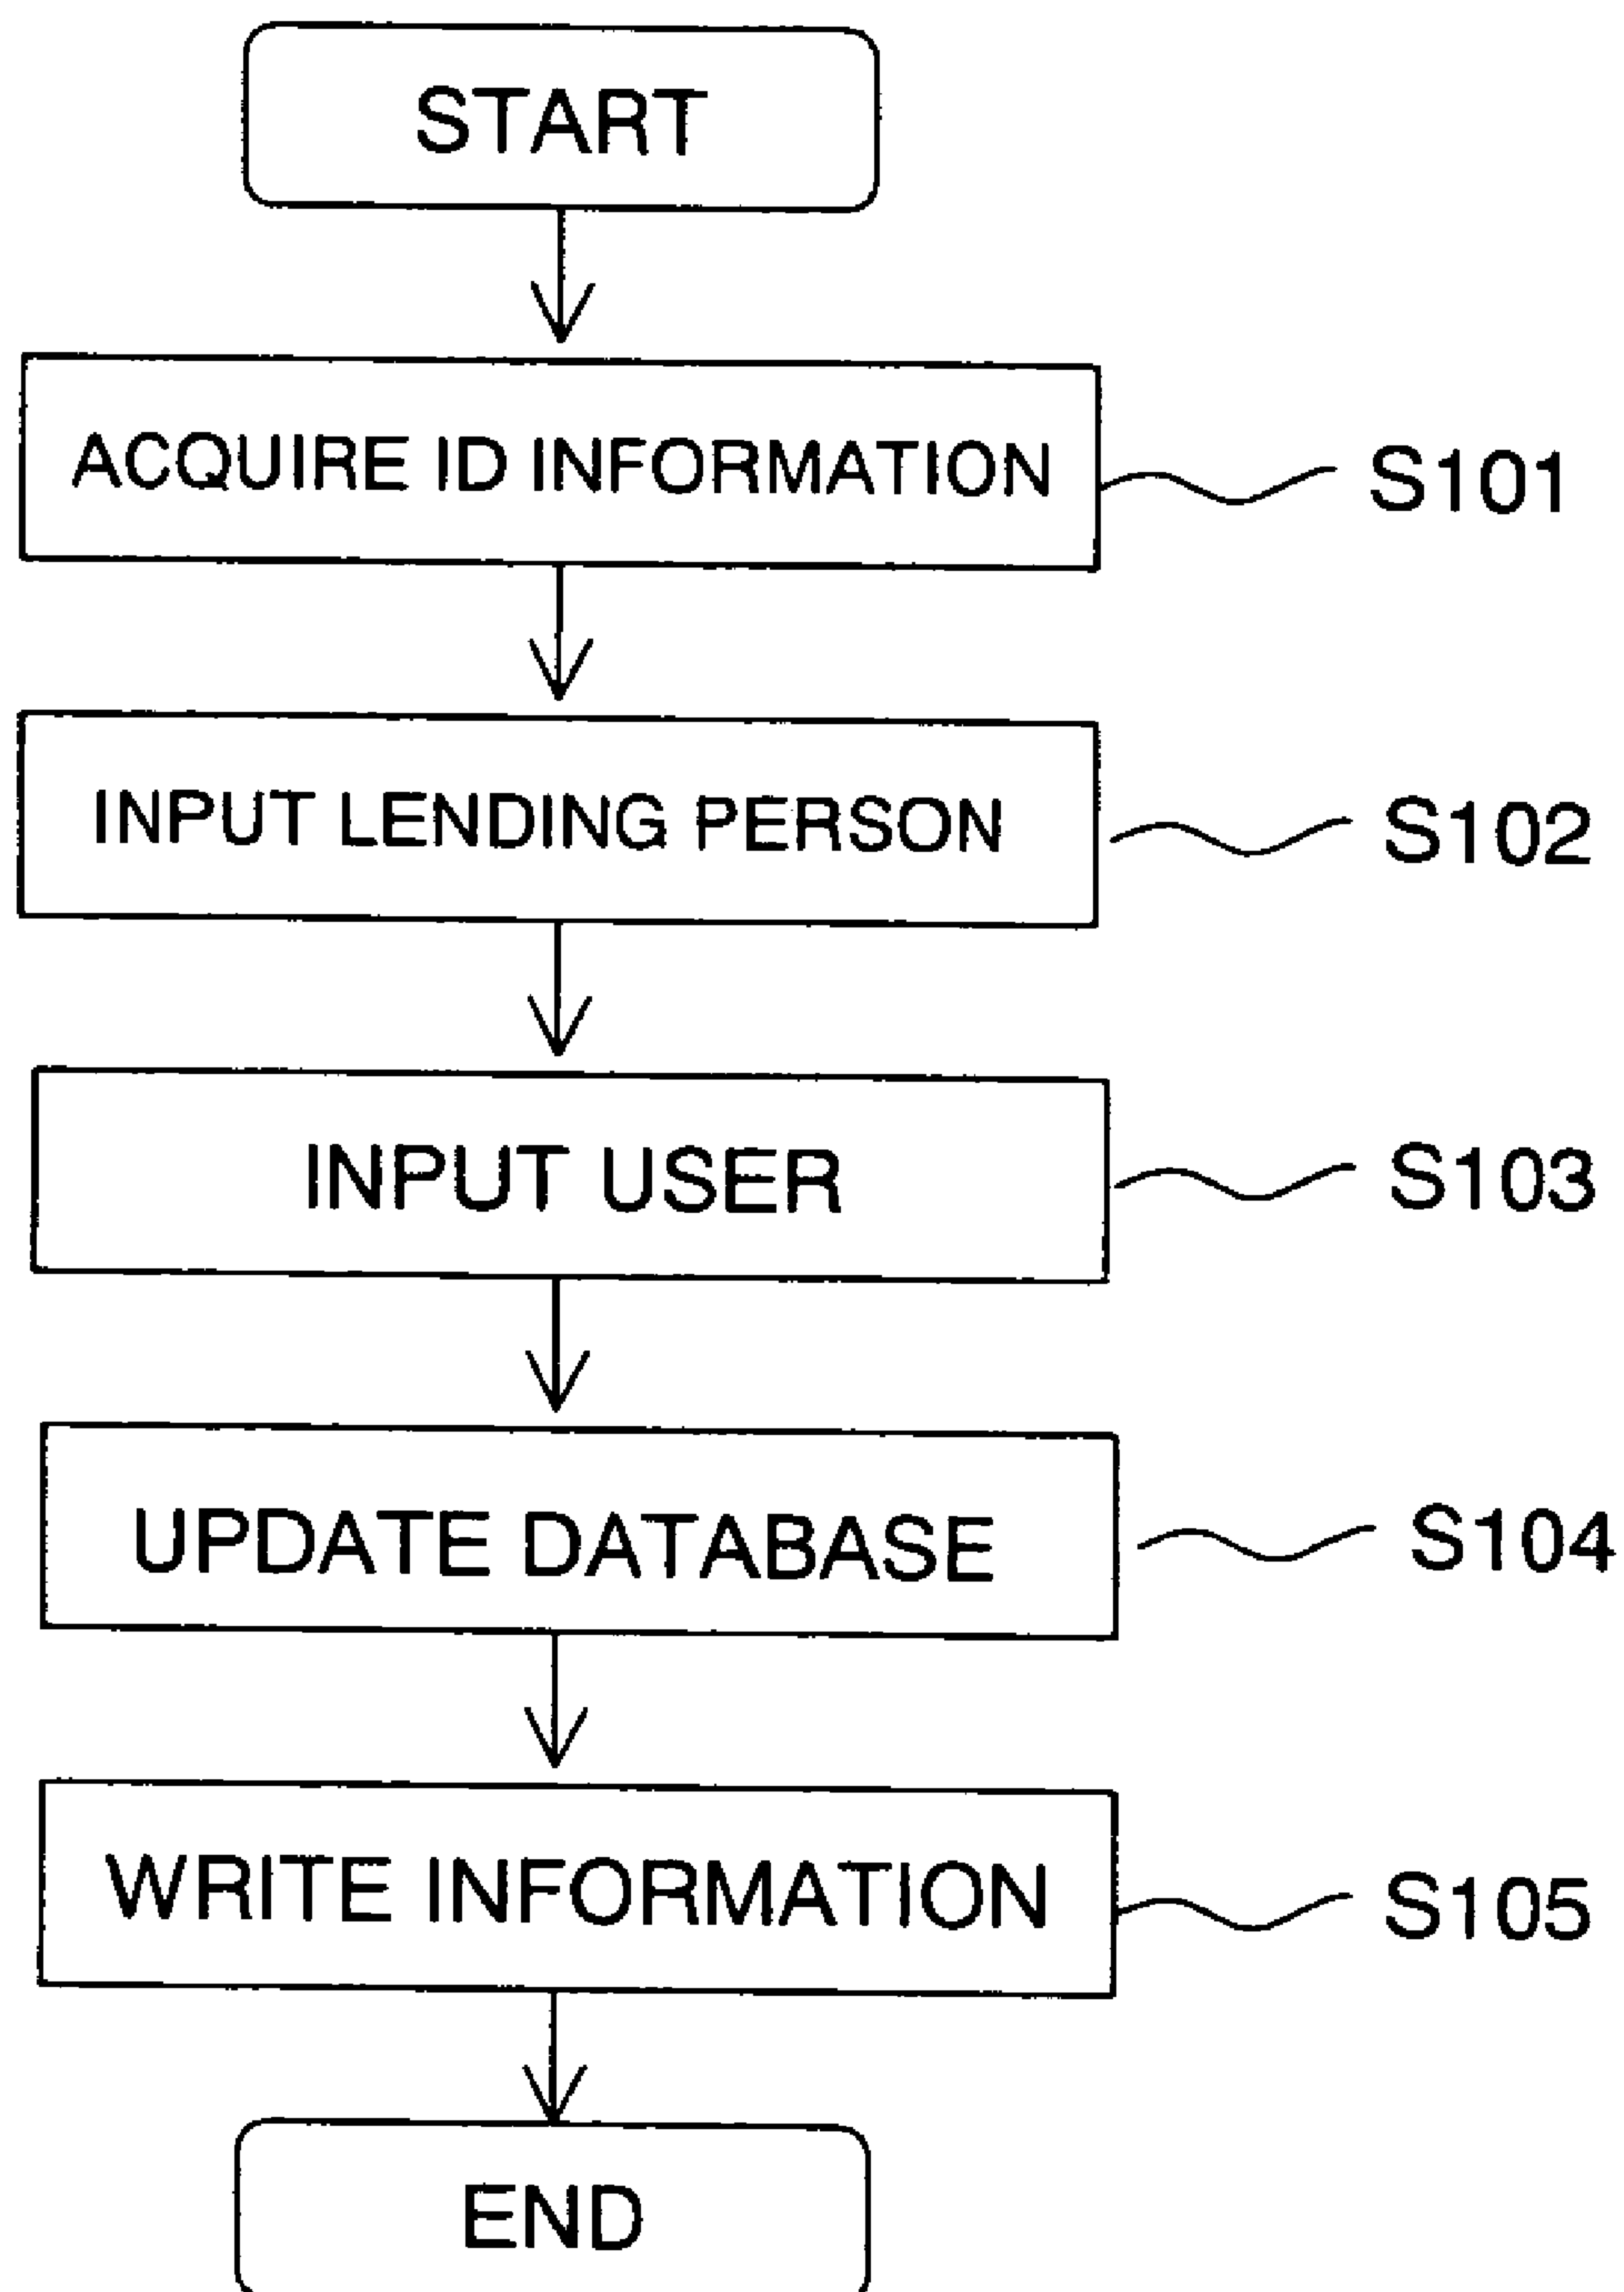 START
ACQUIRE ID INFORMATION
S101
INPUT LENDING PERSON
S102
INPUT USER
S103
UPDATE DATABASE
S104
WRITE INFORMATION
S105
END